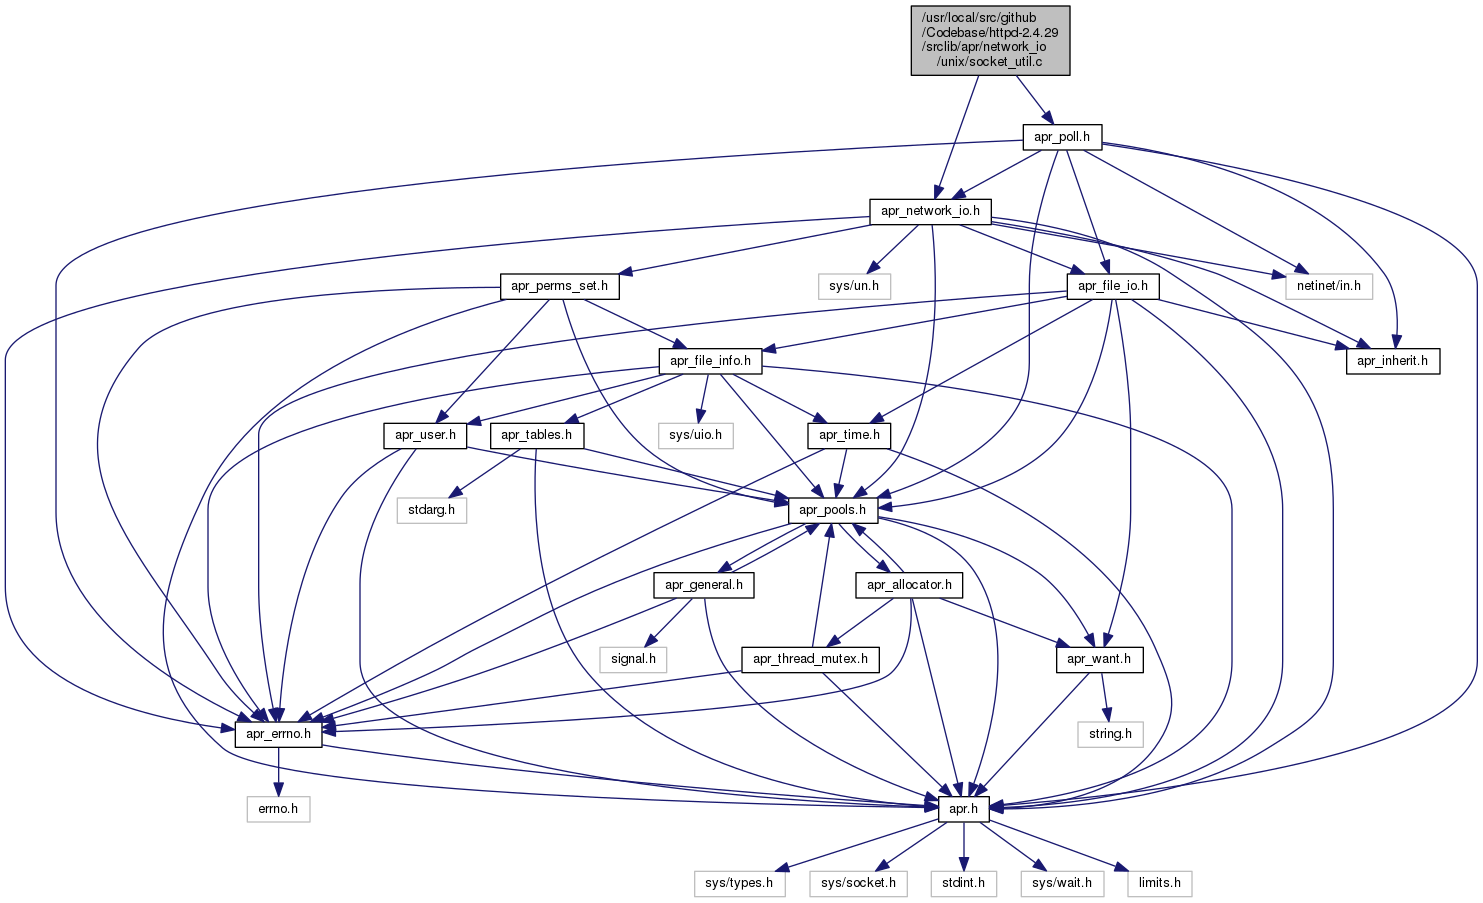 /usr/local/src/github
/Codebase/httpd-2.4.29
/srclib/apr/network_io
/unix/socket_util.c
apr_poll.h
apr_network_io.h
apr_perms_set.h
sys/un.h
apr_file_io.h
netinet/in.h
apr_file_info.h
apr_inherit.h
apr_user.h
apr_tables.h
sys/uio.h
apr_time.h
stdarg.h
apr_pools.h
apr_general.h
apr_allocator.h
signal.h
apr_thread_mutex.h
apr_want.h
apr_errno.h
string.h
errno.h
apr.h
sys/types.h
sys/socket.h
stdint.h
sys/wait.h
limits.h